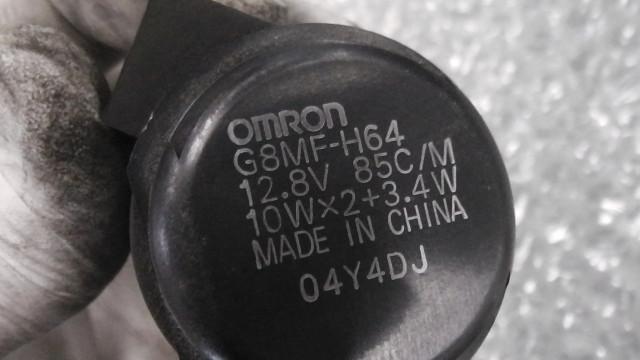 OMRON
G8MF-H64
12.8V 85C/M
10W×2+3.4W
MADE IN CHINA
04Y4DJ